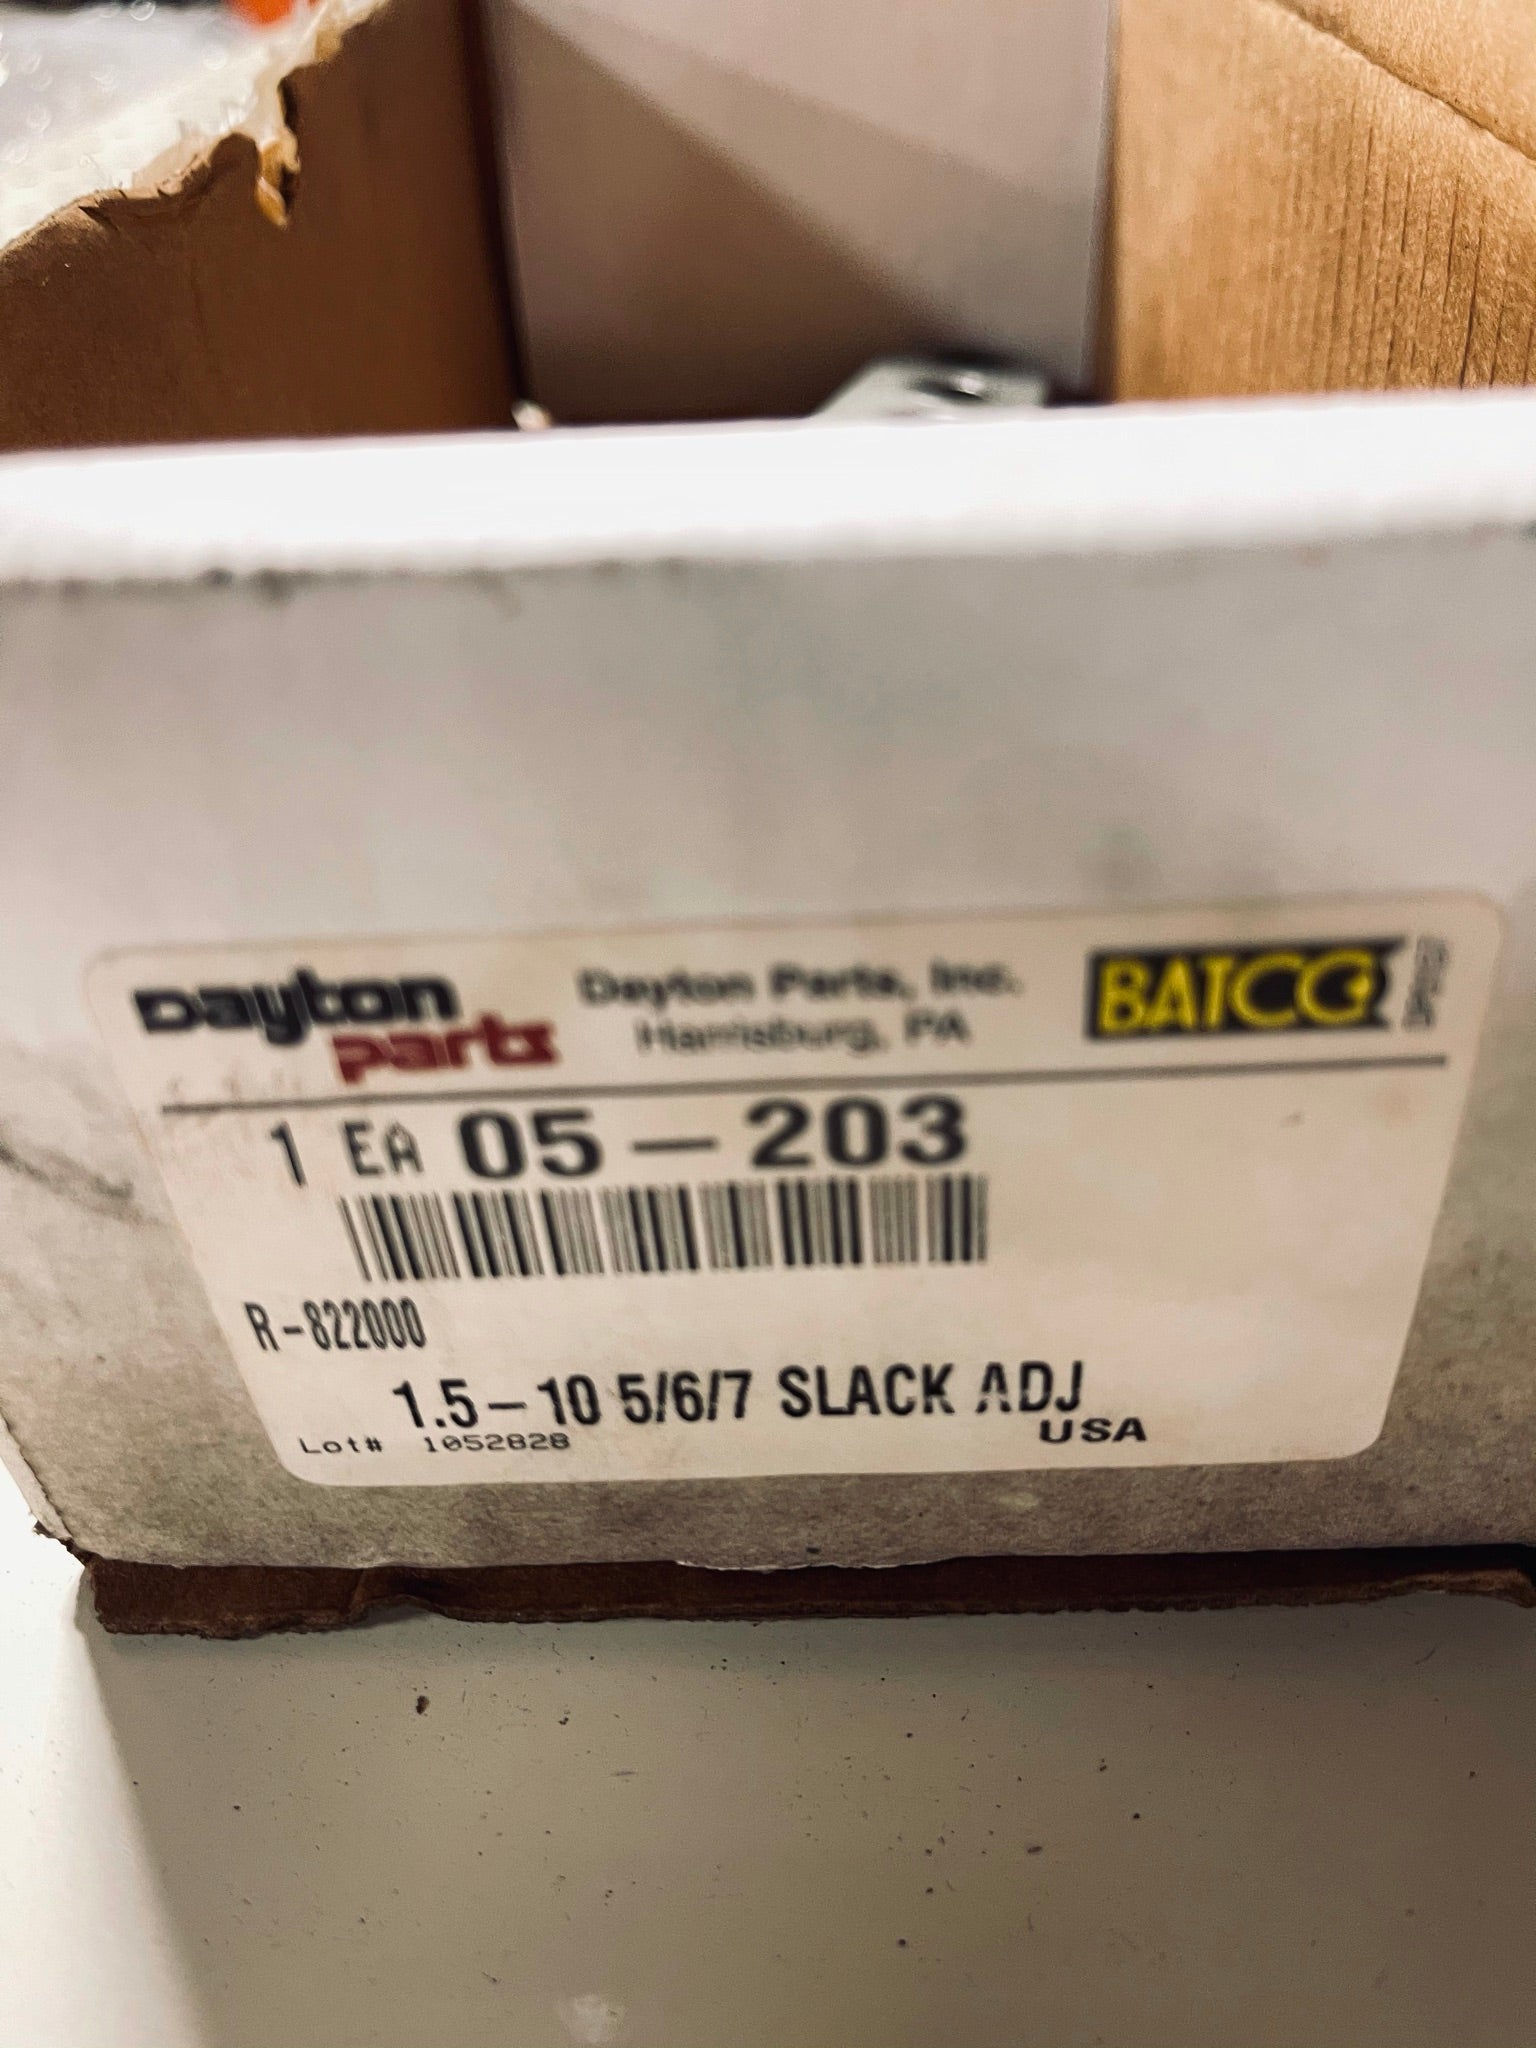 Dayton
parts
Dayton Parts, Inc.
Harrisburg, PA
BATCO
1 EA 05-203
R-822000
1.5-10 5/6/7 SLACK ADJ
Lot# 1052828
USA